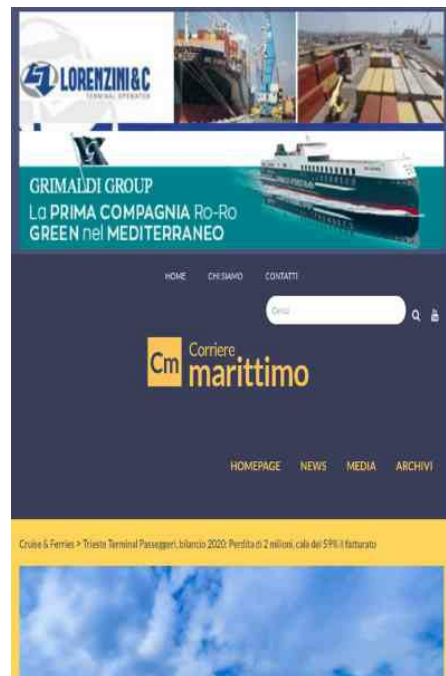 LORENZINI&C
TERMINAL OPERATOR
GRIMALDI GROUP
La PRIMA COMPAGNIA Ro-Ro
GREEN nel MEDITERRANEO
HOME CHI SIAMO CONTATTI
Cerca
Cm Corriere
marittimo
HOMEPAGE NEWS MEDIA ARCHIVI
Cruise & Ferries > Trieste Terminal Passeggeri, bilancio 2020: Perdita di 2 milioni, cala del 59% il fatturato